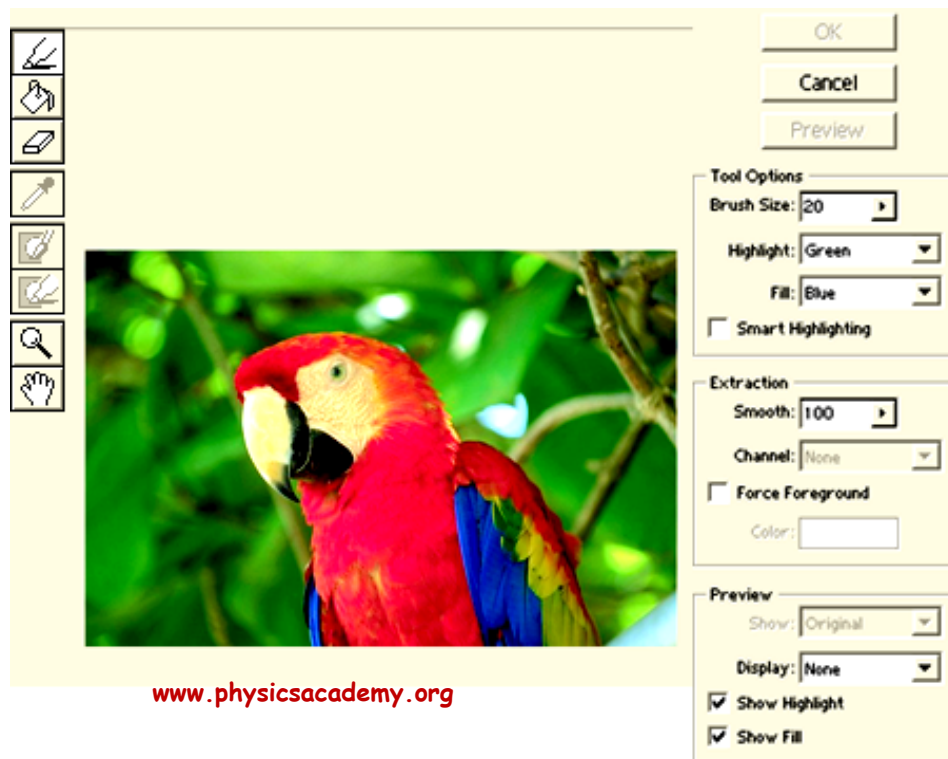 OK
Cancel
Preview
Tool Options
Brush Size: 20
Highlight: Green
Fill: Blue
Smart Highlighting
Extraction
Smooth: 100
Channel: None
Force Foreground
Color:
Preview
Show: Original
Display: None
Show Highlight
Show Fill
www.physicsacademy.org